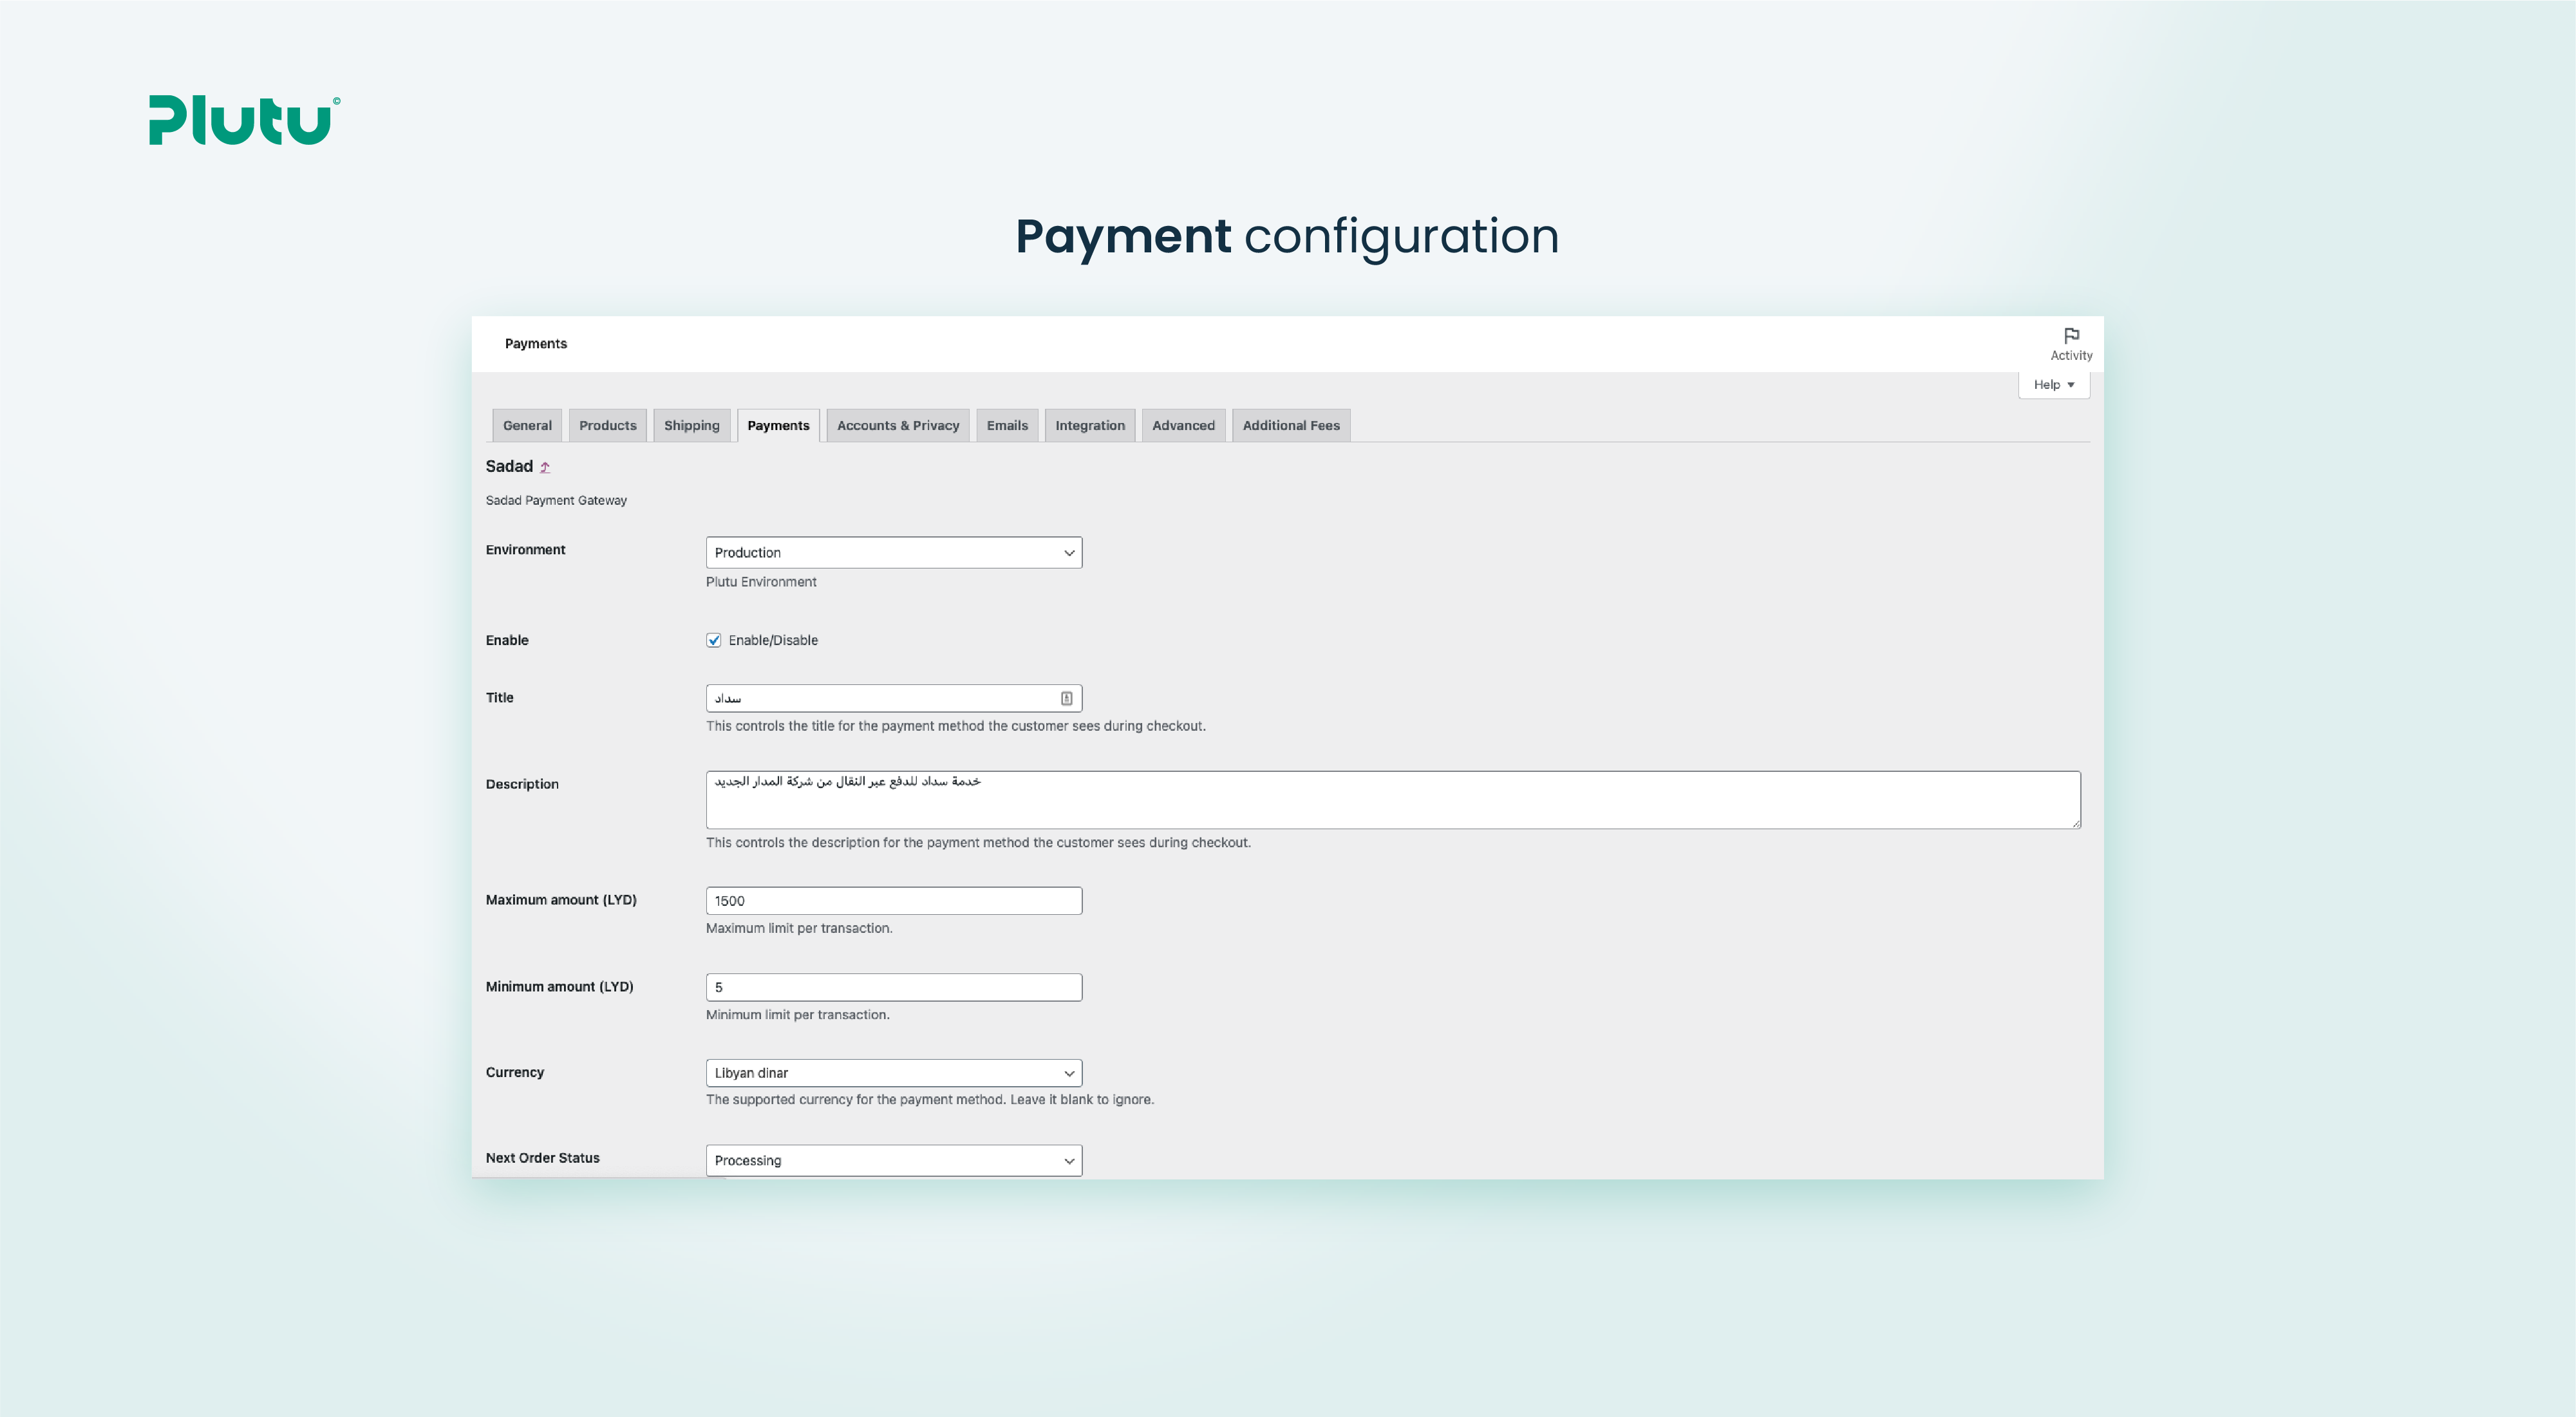 Plutu©
Payment configuration
Payments
Activity
Help
General Products Shipping Payments Accounts & Privacy Emails Integration Advanced Additional Fees
Sadad
Sadad Payment Gateway
Environment
Production
Plutu Environment
Enable
Enable/Disable
Title
سداد
This controls the title for the payment method the customer sees during checkout.
Description
خدمة سداد للدفع عبر النقال من شركة المدار الجديد
This controls the description for the payment method the customer sees during checkout.
Maximum amount (LYD)
1500
Maximum limit per transaction.
Minimum amount (LYD)
5
Minimum limit per transaction.
Currency
Libyan dinar
The supported currency for the payment method. Leave it blank to ignore.
Next Order Status
Processing